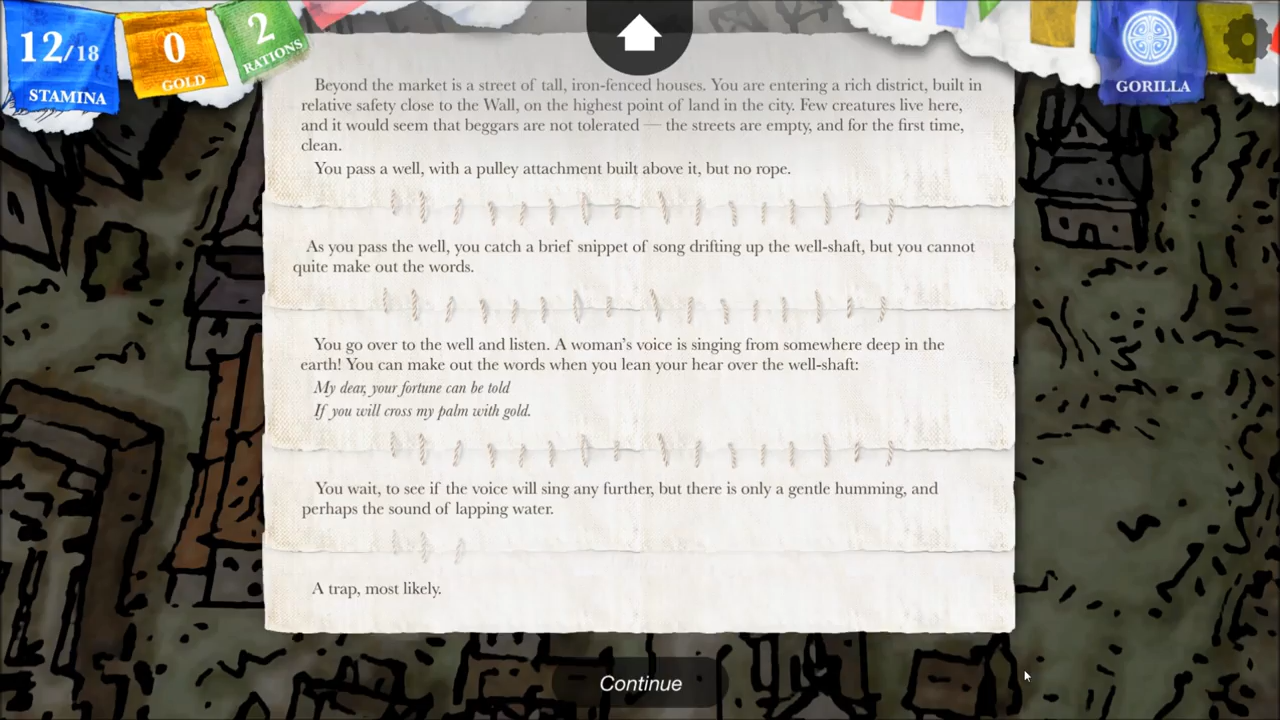 12/18
STAMINA
0
GOLD
2
RATIONS
GORILLA
Beyond the market is a street of tall, iron-fenced houses. You are entering a rich district, built in
relative safety close to the Wall, on the highest point of land in the city. Few creatures live here,
and it would seem that beggars are not tolerated — the streets are empty, and for the first time,
clean.
You pass a well, with a pulley attachment built above it, but no rope.
As you pass the well, you catch a brief snippet of song drifting up the well-shaft, but you cannot
quite make out the words.
You go over to the well and listen. A woman's voice is singing from somewhere deep in the
earth! You can make out the words when you lean your hear over the well-shaft:
My dear, your fortune can be told
If you will cross my palm with gold.
You wait, to see if the voice will sing any further, but there is only a gentle humming, and
perhaps the sound of lapping water.
A trap, most likely.
Continue